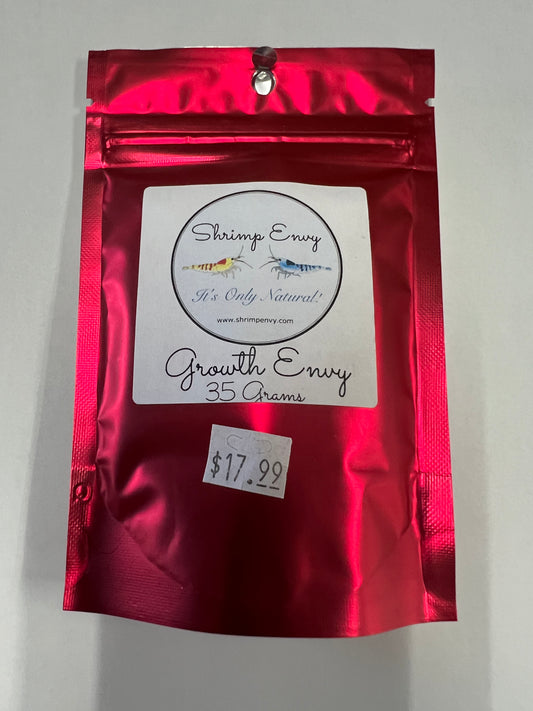 Shrimp Envy
It's Only Natural!
www.shrimpenvy.com
Growth Envy
35 Grams
$17.99